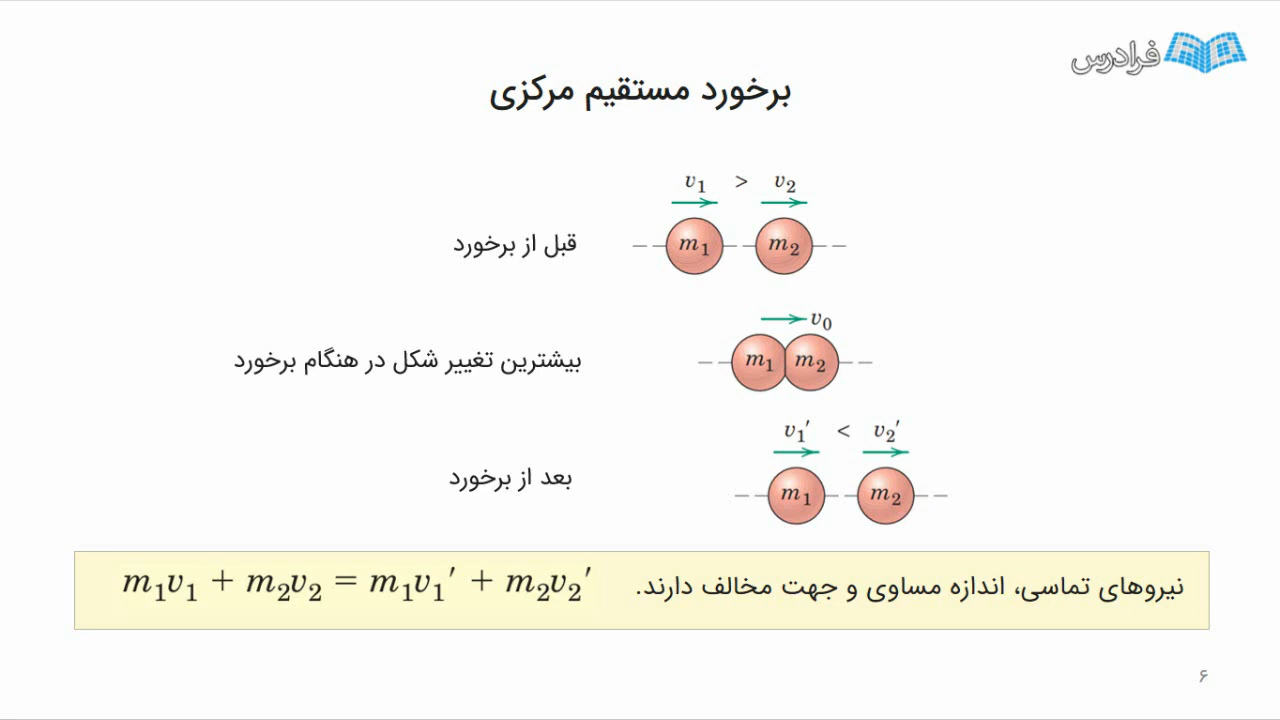 فرادرس
برخورد مستقیم مرکزی
v₁ > v₂
m₁ m₂
قبل از برخورد
v₀
m₁ m₂
بیشترین تغییر شکل در هنگام برخورد
v₁′ < v₂′
m₁ m₂
بعد از برخورد
نیروهای تماسی، اندازه مساوی و جهت مخالف دارند. m₁v₁ + m₂v₂ = m₁v₁′ + m₂v₂′
۶